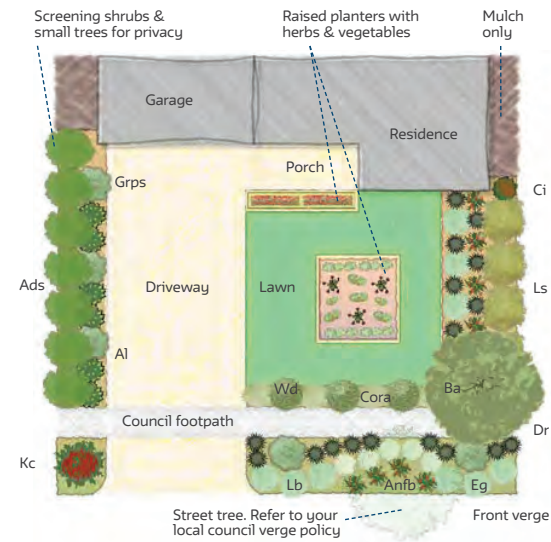 Screening shrubs &
small trees for privacy
Raised planters with
herbs & vegetables
Mulch
only
Garage
Residence
Porch
Grps
Ci
Ads
Driveway
Lawn
Ls
Al
Wd
Cora
Ba
Council footpath
Dr
Kc
Lb
Anfb
Eg
Street tree. Refer to your
local council verge policy
Front verge